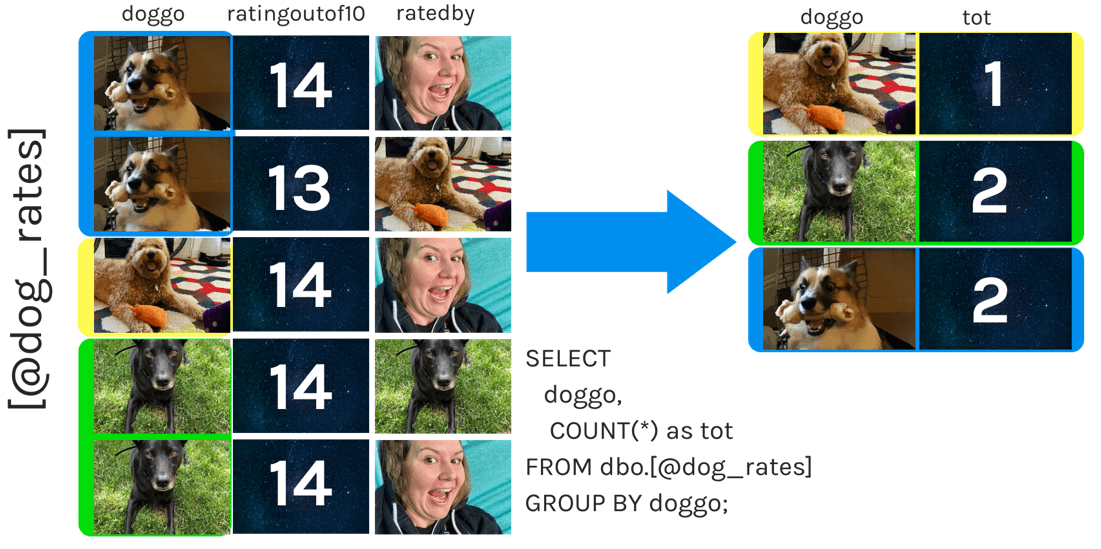 doggo ratingoutof10 ratedby
[@dog_rates]
14
13
14
14
14
doggo tot
1
2
2
SELECT
doggo,
COUNT(*) as tot
FROM dbo.[@dog_rates]
GROUP BY doggo;